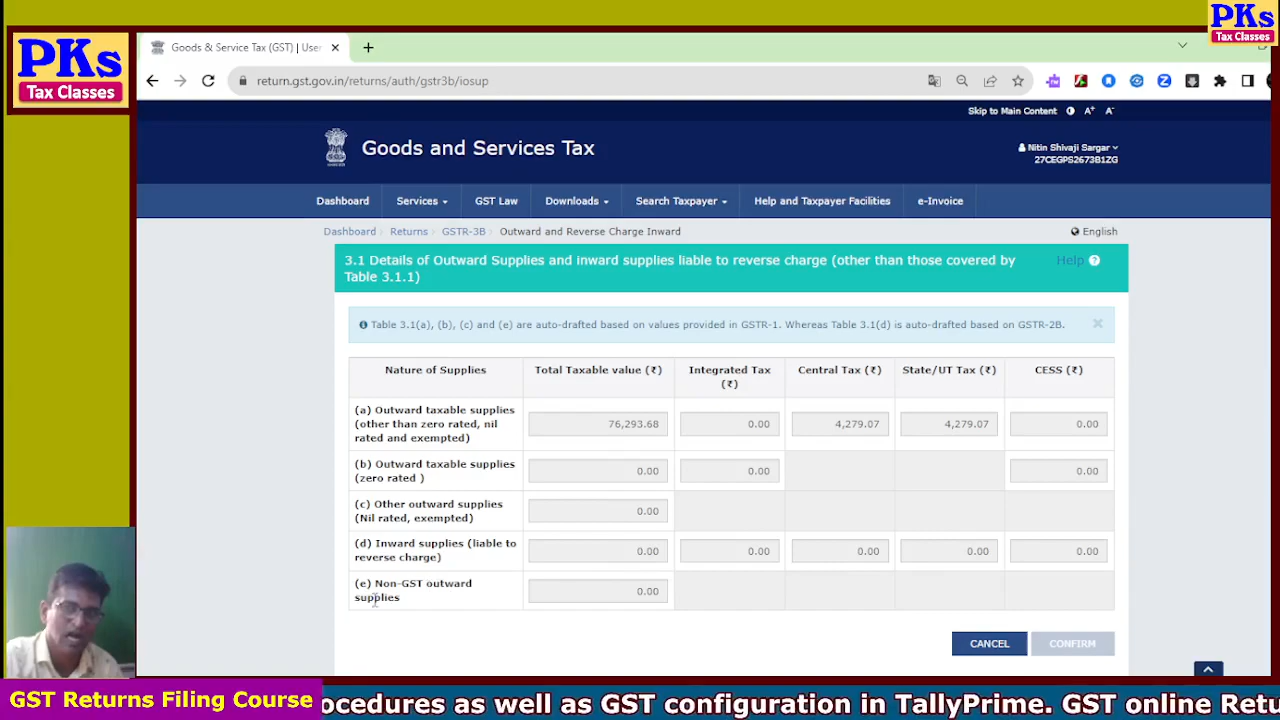 PKs
Tax Classes
PKs
Tax Classes
Goods & Service Tax (GST) | User
return.gst.gov.in/returns/auth/gstr3b/iosup
Skip to Main Content A+ A-
Goods and Services Tax
Nitin Shivaji Sargar
27CEGPS2673B1ZG
Dashboard Services GST Law Downloads Search Taxpayer Help and Taxpayer Facilities e-Invoice
Dashboard Returns GSTR-3B Outward and Reverse Charge Inward English
3.1 Details of Outward Supplies and inward supplies liable to reverse charge (other than those covered by
Table 3.1.1)
Help
Table 3.1(a), (b), (c) and (e) are auto-drafted based on values provided in GSTR-1. Whereas Table 3.1(d) is auto-drafted based on GSTR-2B.
Nature of Supplies Total Taxable value (₹) Integrated Tax (₹) Central Tax (₹) State/UT Tax (₹) CESS (₹)
(a) Outward taxable supplies
(other than zero rated, nil
rated and exempted)
76,293.68 0.00 4,279.07 4,279.07 0.00
(b) Outward taxable supplies
(zero rated )
0.00 0.00 0.00
(c) Other outward supplies
(Nil rated, exempted)
0.00
(d) Inward supplies (liable to
reverse charge)
0.00 0.00 0.00 0.00 0.00
(e) Non-GST outward
supplies
0.00
CANCEL CONFIRM
GST Returns Filing Course
ocedures as well as GST configuration in TallyPrime. GST online Retu